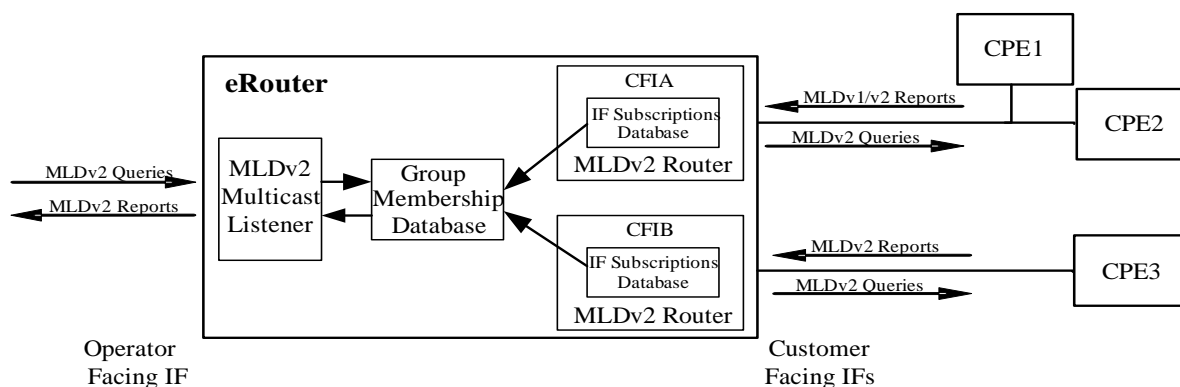 CPE1
eRouter
CFIA
IF Subscriptions
Database
MLDv2 Router
MLDv1/v2 Reports
MLDv2 Queries
CPE2
MLDv2 Queries
MLDv2 Reports
MLDv2
Multicast
Listener
Group
Membership
Database
CFIB
IF Subscriptions
Database
MLDv2 Router
MLDv2 Reports
MLDv2 Queries
CPE3
Operator
Facing IF
Customer
Facing IFs